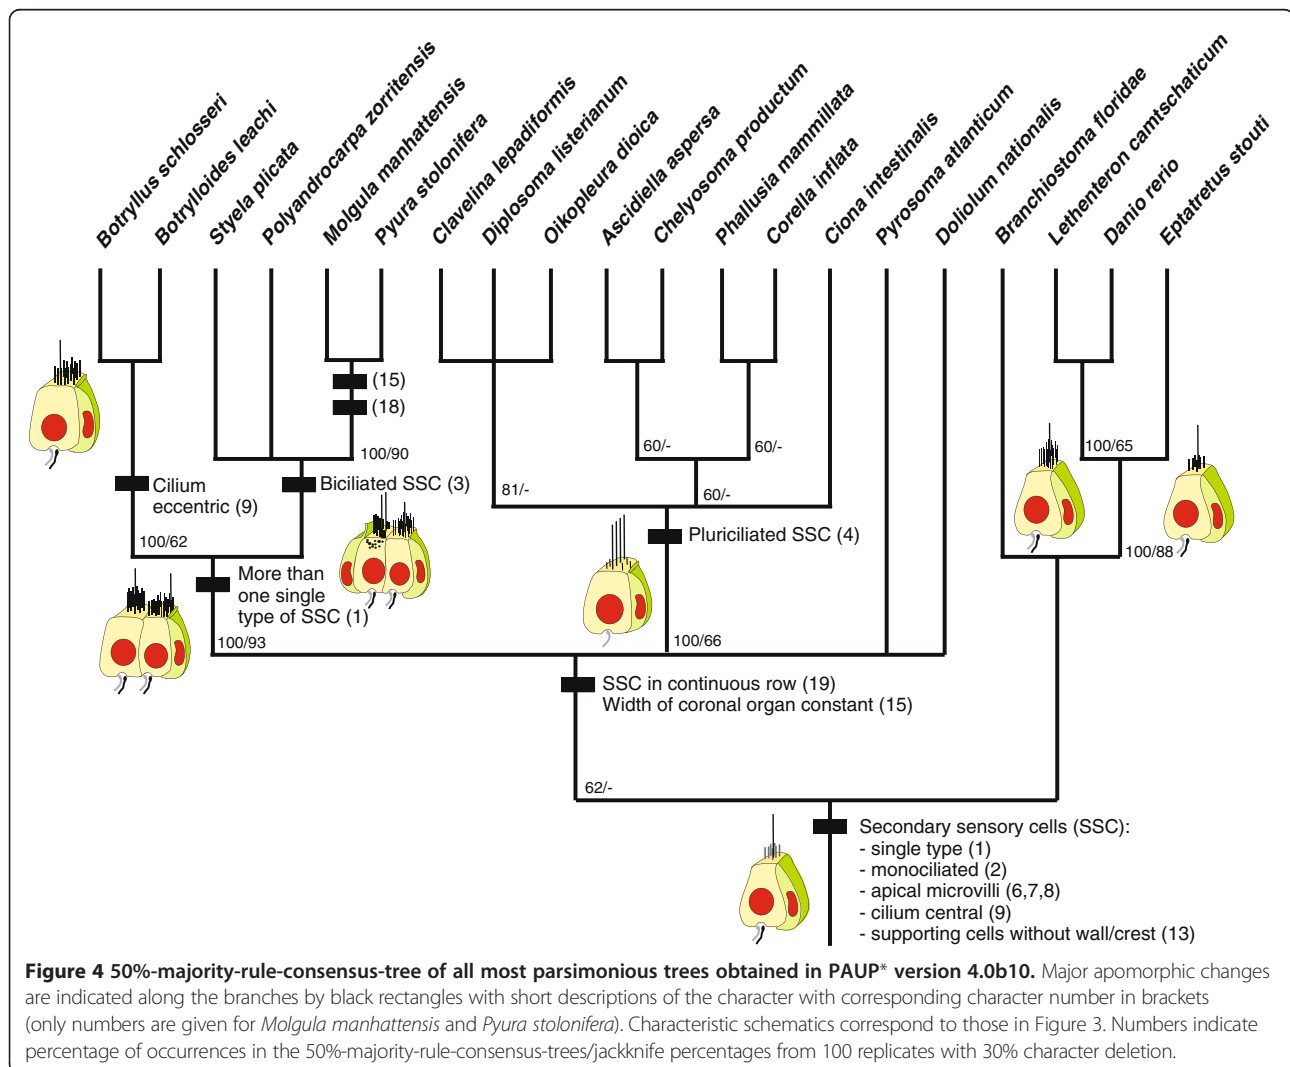 Botryllus schlosseri
Botrylloides leachi
Styela plicata
Polyandrocarpa zorritensis
Molgula manhattensis
Pyura stolonifera
Clavelina lepadiformis
Diplosoma listerianum
Oikopleura dioica
Ascidiella aspersa
Chelyosoma productum
Phallusia mammillata
Corella inflata
Ciona intestinalis
Pyrosoma atlanticum
Doliolum nationalis
Branchiostoma floridae
Lethenteron camtschaticum
Danio rerio
Eptatretus stouti
(15)
(18)
100/90
60/-
60/-
100/65
Cilium
eccentric (9)
Biciliated SSC (3)
81/-
60/-
100/62
Pluriciliated SSC (4)
100/88
More than
one single
type of SSC (1)
100/93
100/66
SSC in continuous row (19)
Width of coronal organ constant (15)
62/-
Secondary sensory cells (SSC):
- single type (1)
- monociliated (2)
- apical microvilli (6,7,8)
- cilium central (9)
- supporting cells without wall/crest (13)
Figure 4 50%-majority-rule-consensus-tree of all most parsimonious trees obtained in PAUP* version 4.0b10. Major apomorphic changes
are indicated along the branches by black rectangles with short descriptions of the character with corresponding character number in brackets
(only numbers are given for Molgula manhattensis and Pyura stolonifera). Characteristic schematics correspond to those in Figure 3. Numbers indicate
percentage of occurrences in the 50%-majority-rule-consensus-trees/jackknife percentages from 100 replicates with 30% character deletion.